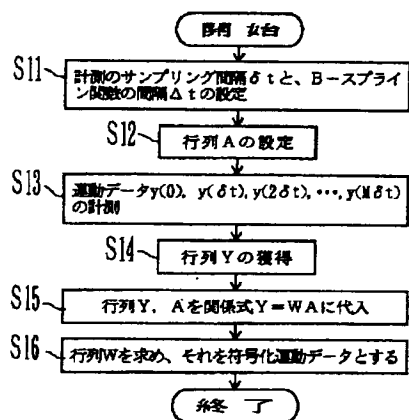 開始
S11
計測のサンプリング間隔δtと、B−スプライ
ン関数の間隔Δtの設定
S12
行列Aの設定
S13
運動データy(0), y(δt), y(2δt), …, y(Mδt)
の計測
S14
行列Yの獲得
S15
行列Y, Aを関係式Y=WAに代入
S16
行列Wを求め、それを符号化運動データとする
終了